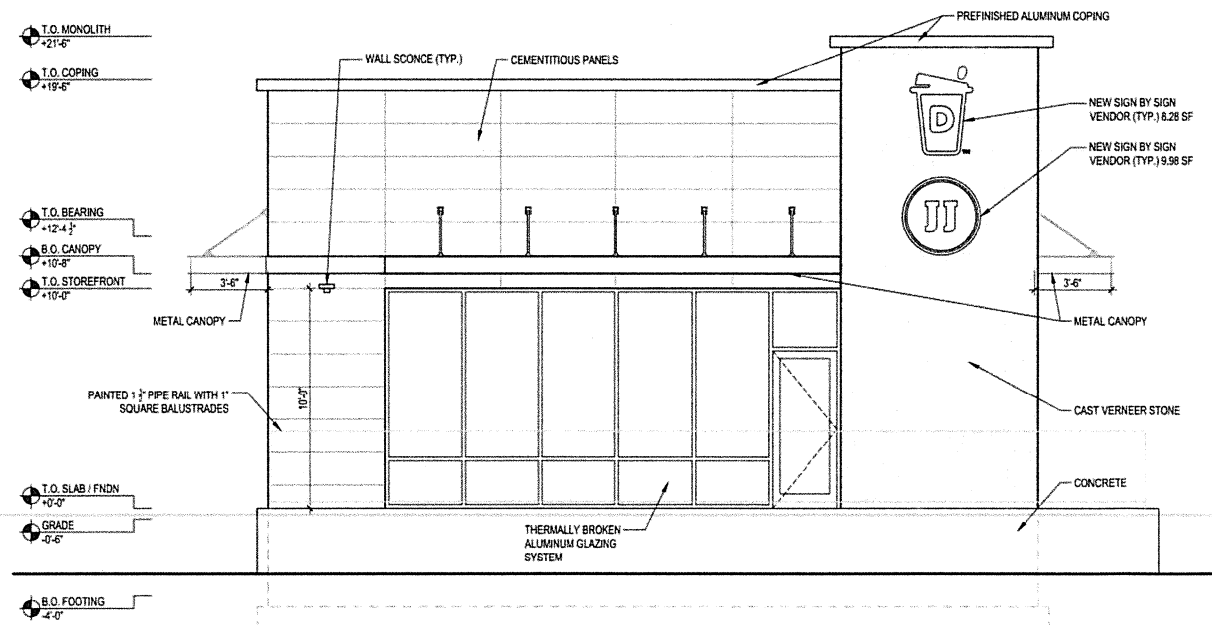 PREFINISHED ALUMINUM COPING
T.O. MONOLITH
+21'-6"
WALL SCONCE (TYP.)
CEMENTITIOUS PANELS
T.O. COPING
+19'-6"
NEW SIGN BY SIGN
VENDOR (TYP.) 8.28 SF
D
TM
NEW SIGN BY SIGN
VENDOR (TYP.) 9.98 SF
JJ
T.O. BEARING
+12'-4 1/2"
B.O. CANOPY
+10'-8"
T.O. STOREFRONT
+10'-0"
3'-6"
3'-6"
METAL CANOPY
METAL CANOPY
PAINTED 1 1/2" PIPE RAIL WITH 1"
SQUARE BALUSTRADES
10'-0"
CAST VERNEER STONE
T.O. SLAB / FNDN
+0'-0"
CONCRETE
GRADE
-0'-6"
THERMALLY BROKEN
ALUMINUM GLAZING
SYSTEM
B.O. FOOTING
-4'-0"